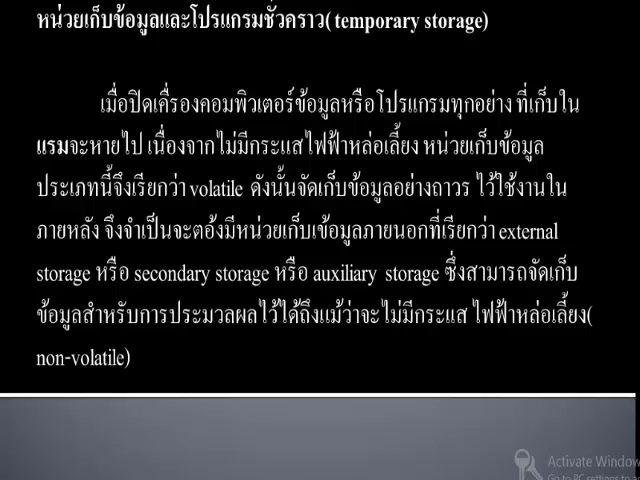 หน่วยเก็บข้อมูลและโปรแกรมชั่วคราว( temporary storage)
เมื่อปิดเครื่องคอมพิวเตอร์ข้อมูลหรือโปรแกรมทุกอย่าง ที่เก็บใน
แรมจะหายไป เนื่องจากไม่มีกระแสไฟฟ้าหล่อเลี้ยง หน่วยเก็บข้อมูล
ประเภทนี้จึงเรียกว่า volatile ดังนั้นจัดเก็บข้อมูลอย่างถาวร ไว้ใช้งานใน
ภายหลัง จึงจำเป็นจะตอ้งมีหน่วยเก็บเข้อมูลภายนอกที่เรียกว่า external
storage หรือ secondary storage หรือ auxiliary storage ซึ่งสามารถจัดเก็บ
ข้อมูลสำหรับการประมวลผลไว้ได้ถึงแม้ว่าจะไม่มีกระแส ไฟฟ้าหล่อเลี้ยง(
non-volatile)
Activate Window
Go to PC settings to a